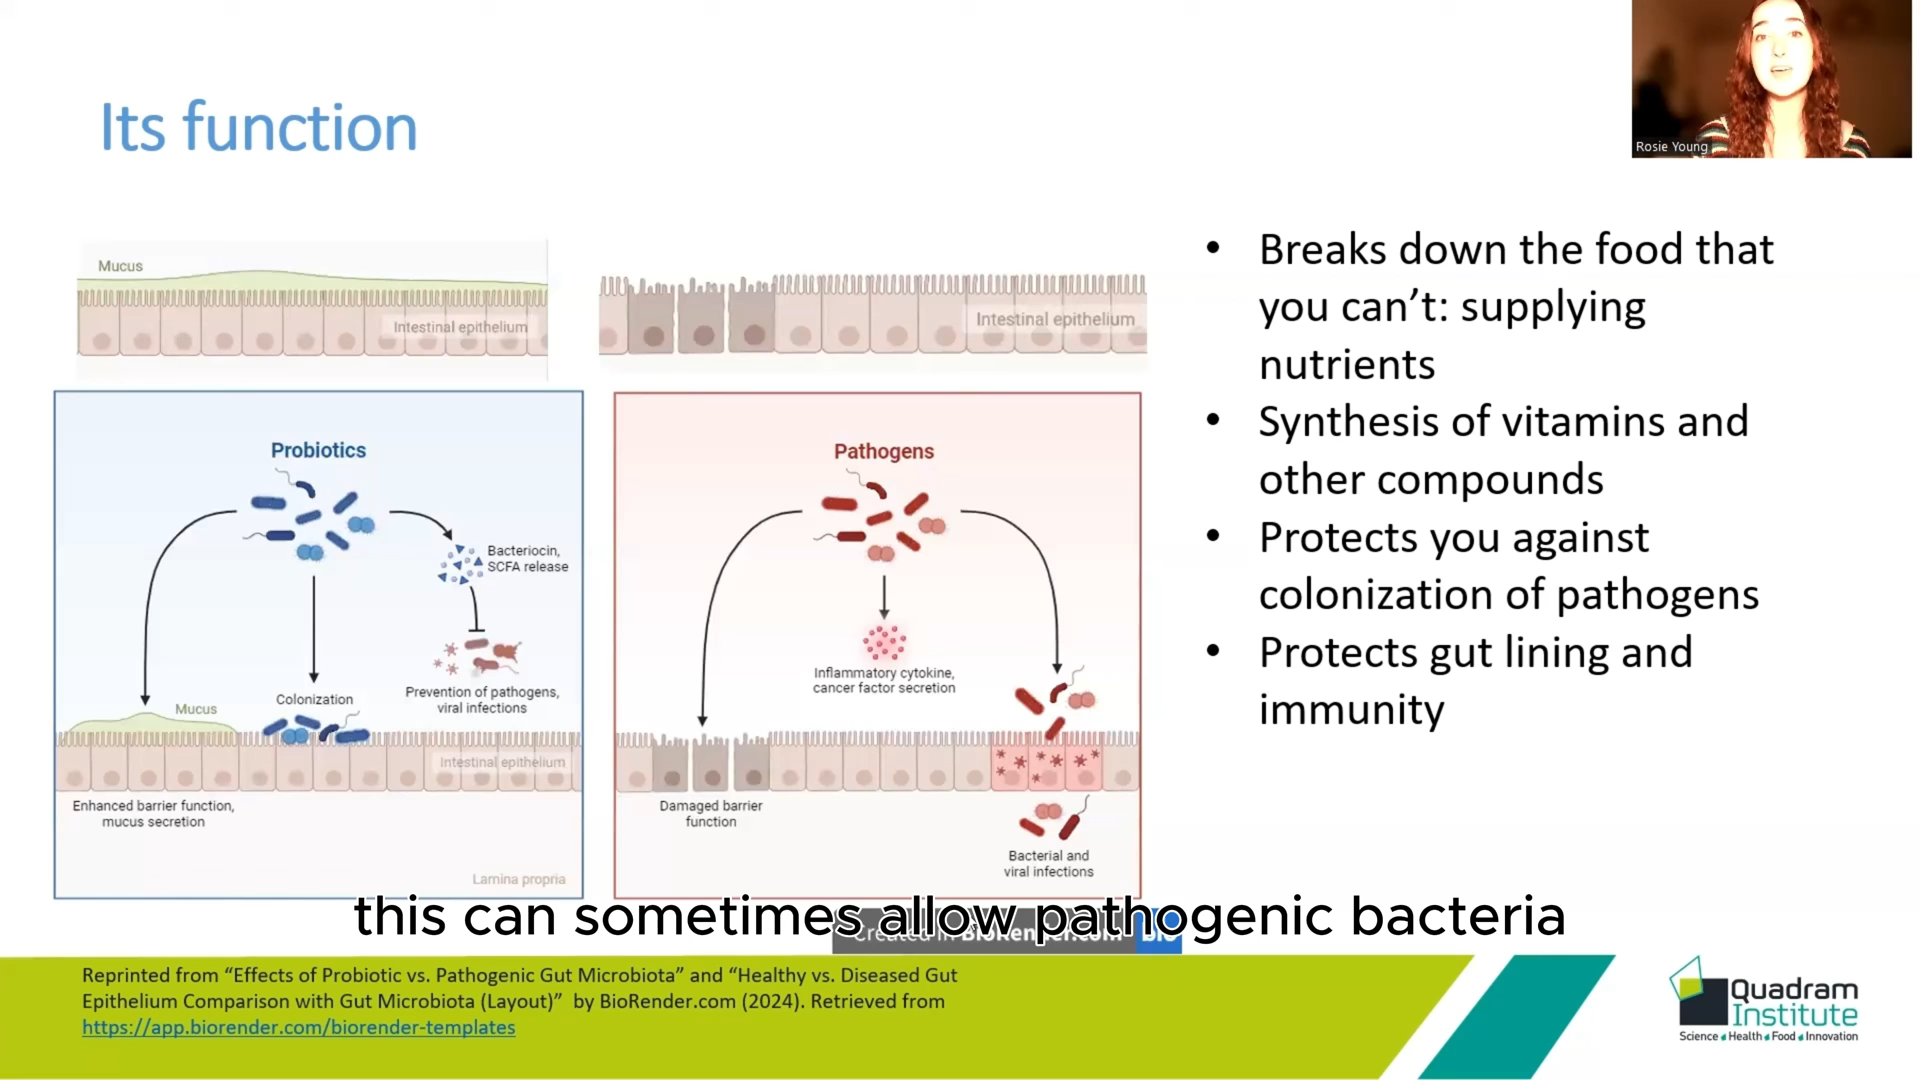 Its function
Rosie Young
Mucus
Intestinal epithelium
Intestinal epithelium
Probiotics
Bacteriocin,
SCFA release
Colonization
Prevention of pathogens,
viral infections
Mucus
Intestinal epithelium
Enhanced barrier function,
mucus secretion
Lamina propria
Pathogens
Inflammatory cytokine,
cancer factor secretion
Damaged barrier
function
Bacterial and
viral infections
• Breaks down the food that
you can’t: supplying
nutrients
• Synthesis of vitamins and
other compounds
• Protects you against
colonization of pathogens
• Protects gut lining and
immunity
this can sometimes allow pathogenic bacteria
Created in BioRender.com bio
Reprinted from “Effects of Probiotic vs. Pathogenic Gut Microbiota” and “Healthy vs. Diseased Gut
Epithelium Comparison with Gut Microbiota (Layout)” by BioRender.com (2024). Retrieved from
https://app.biorender.com/biorender-templates
Quadram
Institute
Science Health Food Innovation